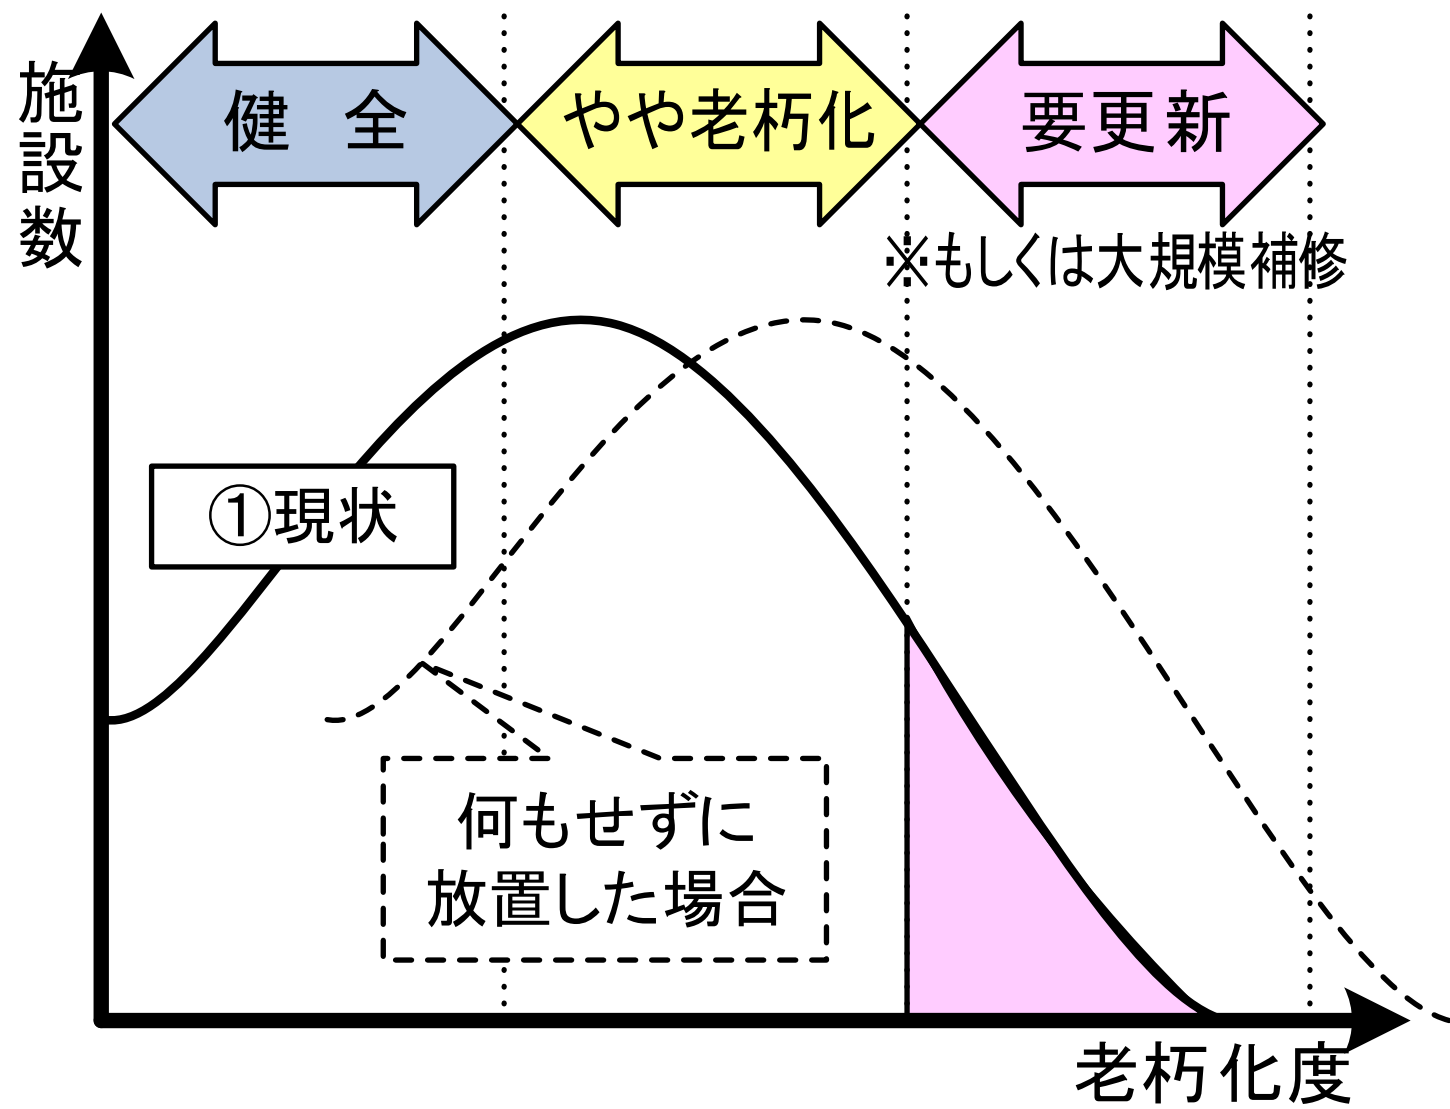 施設数
健　全
やや老朽化
要更新
※もしくは大規模補修
①現状
何もせずに
放置した場合
老朽化度